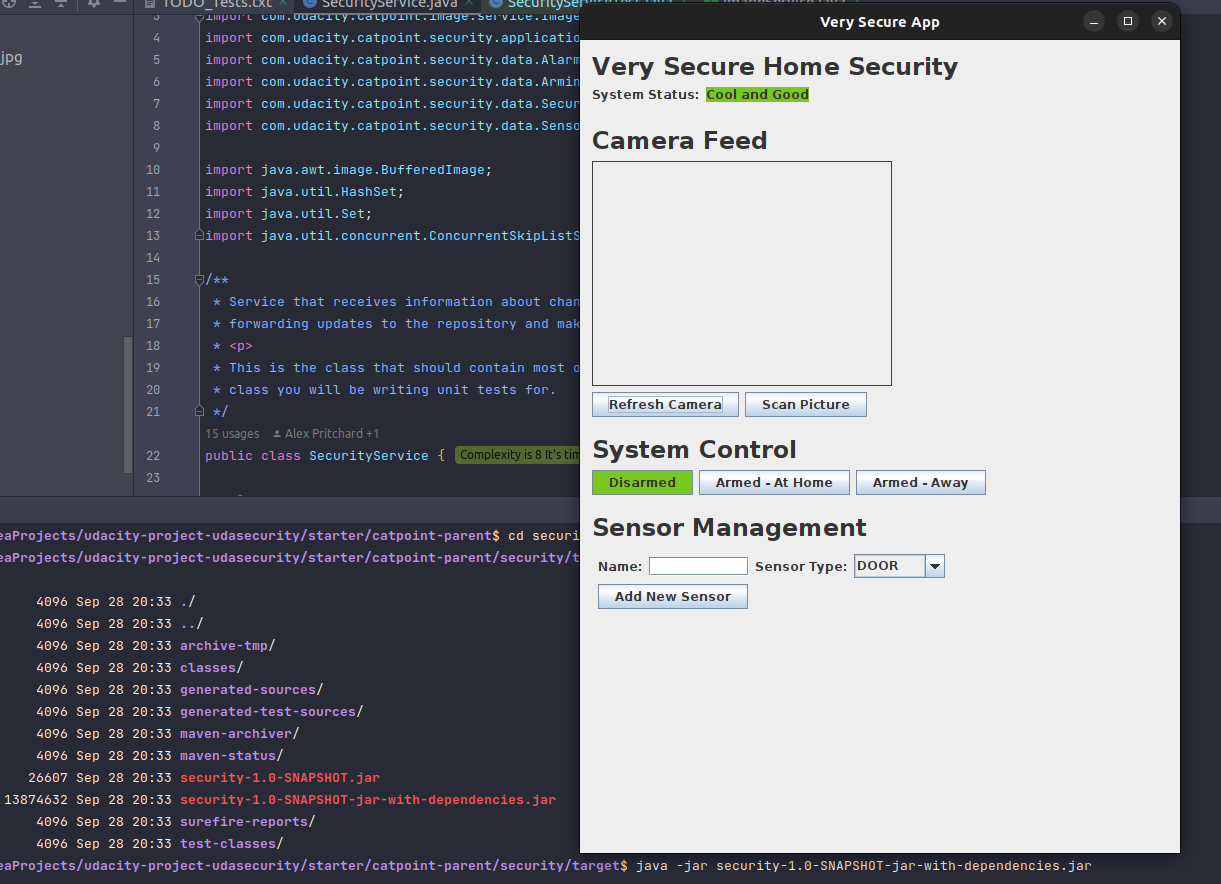 TODO_Tests.txt
SecurityService.java
jpg
import com.udacity.catpoint.image.service.Image
4 import com.udacity.catpoint.security.applicatio
5 import com.udacity.catpoint.security.data.Alarm
6 import com.udacity.catpoint.security.data.Armin
7 import com.udacity.catpoint.security.data.Secur
8 import com.udacity.catpoint.security.data.Senso
9
10 import java.awt.image.BufferedImage;
11 import java.util.HashSet;
12 import java.util.Set;
13 import java.util.concurrent.ConcurrentSkipListS
14
15 /**
16 * Service that receives information about chan
17 * forwarding updates to the repository and mak
18 * <p>
19 * This is the class that should contain most o
20 * class you will be writing unit tests for.
21 */
15 usages Alex Pritchard +1
22 public class SecurityService { Complexity is 8 It's tim
23
Very Secure App
Very Secure Home Security
System Status: Cool and Good
Camera Feed
Refresh Camera Scan Picture
System Control
Disarmed Armed - At Home Armed - Away
Sensor Management
Name: Sensor Type: DOOR
Add New Sensor
eaProjects/udacity-project-udasecurity/starter/catpoint-parent$ cd securi
eaProjects/udacity-project-udasecurity/starter/catpoint-parent/security/t
4096 Sep 28 20:33 ./
4096 Sep 28 20:33 ../
4096 Sep 28 20:33 archive-tmp/
4096 Sep 28 20:33 classes/
4096 Sep 28 20:33 generated-sources/
4096 Sep 28 20:33 generated-test-sources/
4096 Sep 28 20:33 maven-archiver/
4096 Sep 28 20:33 maven-status/
26607 Sep 28 20:33 security-1.0-SNAPSHOT.jar
13874632 Sep 28 20:33 security-1.0-SNAPSHOT-jar-with-dependencies.jar
4096 Sep 28 20:33 surefire-reports/
4096 Sep 28 20:33 test-classes/
eaProjects/udacity-project-udasecurity/starter/catpoint-parent/security/target$ java -jar security-1.0-SNAPSHOT-jar-with-dependencies.jar